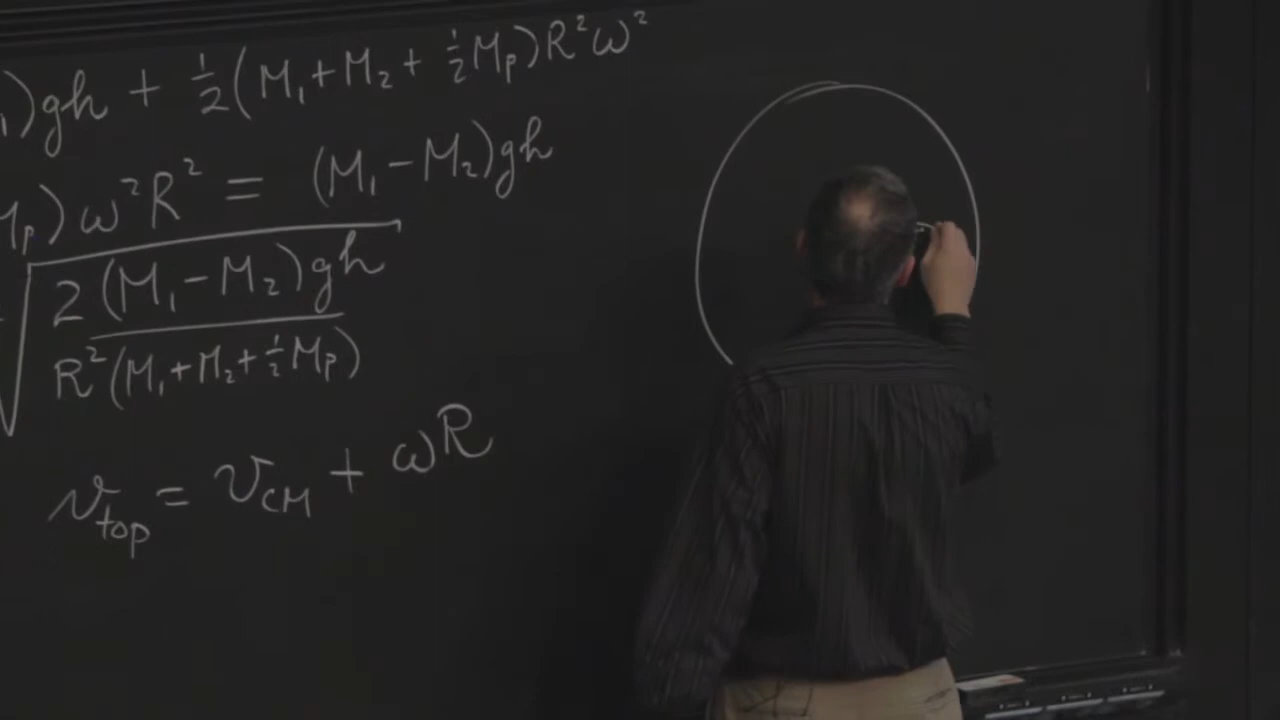 ₁)gh + ½(M₁+M₂+½Mₚ)R²ω²
Mₚ)ω²R² = (M₁-M₂)gh
√ 2(M₁-M₂)gh / R²(M₁+M₂+½Mₚ)
v_top = v_CM + ωR